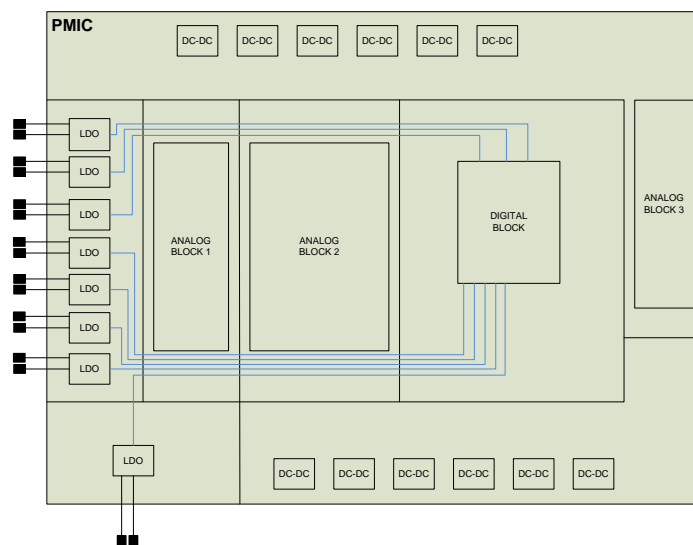 PMIC
DC-DC
DC-DC
DC-DC
DC-DC
DC-DC
DC-DC
LDO
LDO
LDO
LDO
LDO
LDO
LDO
ANALOG
BLOCK 1
ANALOG
BLOCK 2
DIGITAL
BLOCK
ANALOG
BLOCK 3
LDO
DC-DC
DC-DC
DC-DC
DC-DC
DC-DC
DC-DC